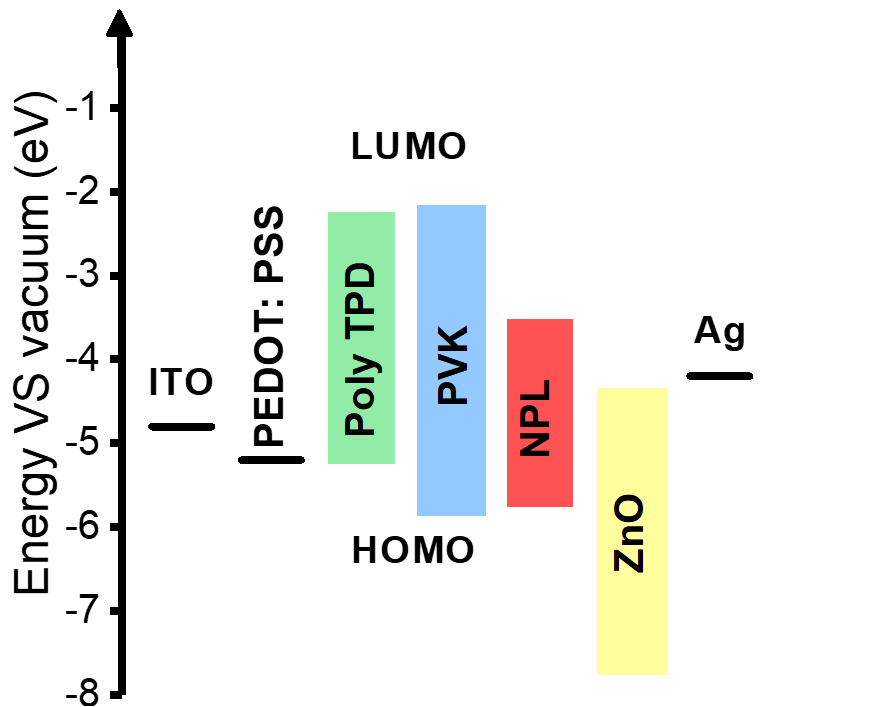 Energy VS vacuum (eV)
-1
-2
-3
-4
-5
-6
-7
-8
LUMO
HOMO
ITO
PEDOT: PSS
Poly TPD
PVK
NPL
ZnO
Ag